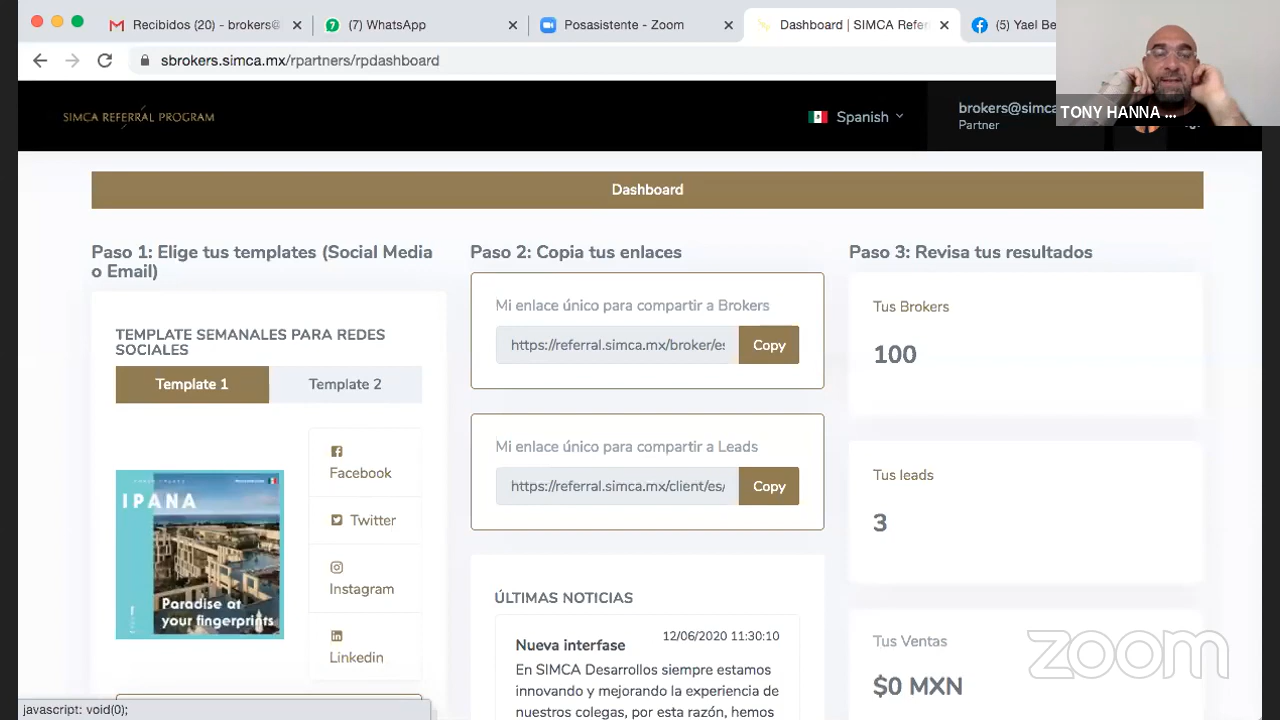 Recibidos (20) - brokers@
(7) WhatsApp
Posasistente - Zoom
Dashboard | SIMCA Refer
(5) Yael Be
sbrokers.simca.mx/rpartners/rpdashboard
TONY HANNA ...
SIMCA REFERRAL PROGRAM
Spanish
brokers@simca
Partner
Dashboard
Paso 1: Elige tus templates (Social Media
o Email)
TEMPLATE SEMANALES PARA REDES
SOCIALES
Template 1
Template 2
IPANA
Paradise at
your fingerprints
Facebook
Twitter
Instagram
Linkedin
Paso 2: Copia tus enlaces
Mi enlace único para compartir a Brokers
https://referral.simca.mx/broker/es
Copy
Mi enlace único para compartir a Leads
https://referral.simca.mx/client/es/
Copy
ÚLTIMAS NOTICIAS
Nueva interfase
12/06/2020 11:30:10
En SIMCA Desarrollos siempre estamos
innovando y mejorando la experiencia de
nuestros colegas, por esta razón, hemos
Paso 3: Revisa tus resultados
Tus Brokers
100
Tus leads
3
Tus Ventas
$0 MXN
zoom
javascript: void(0);